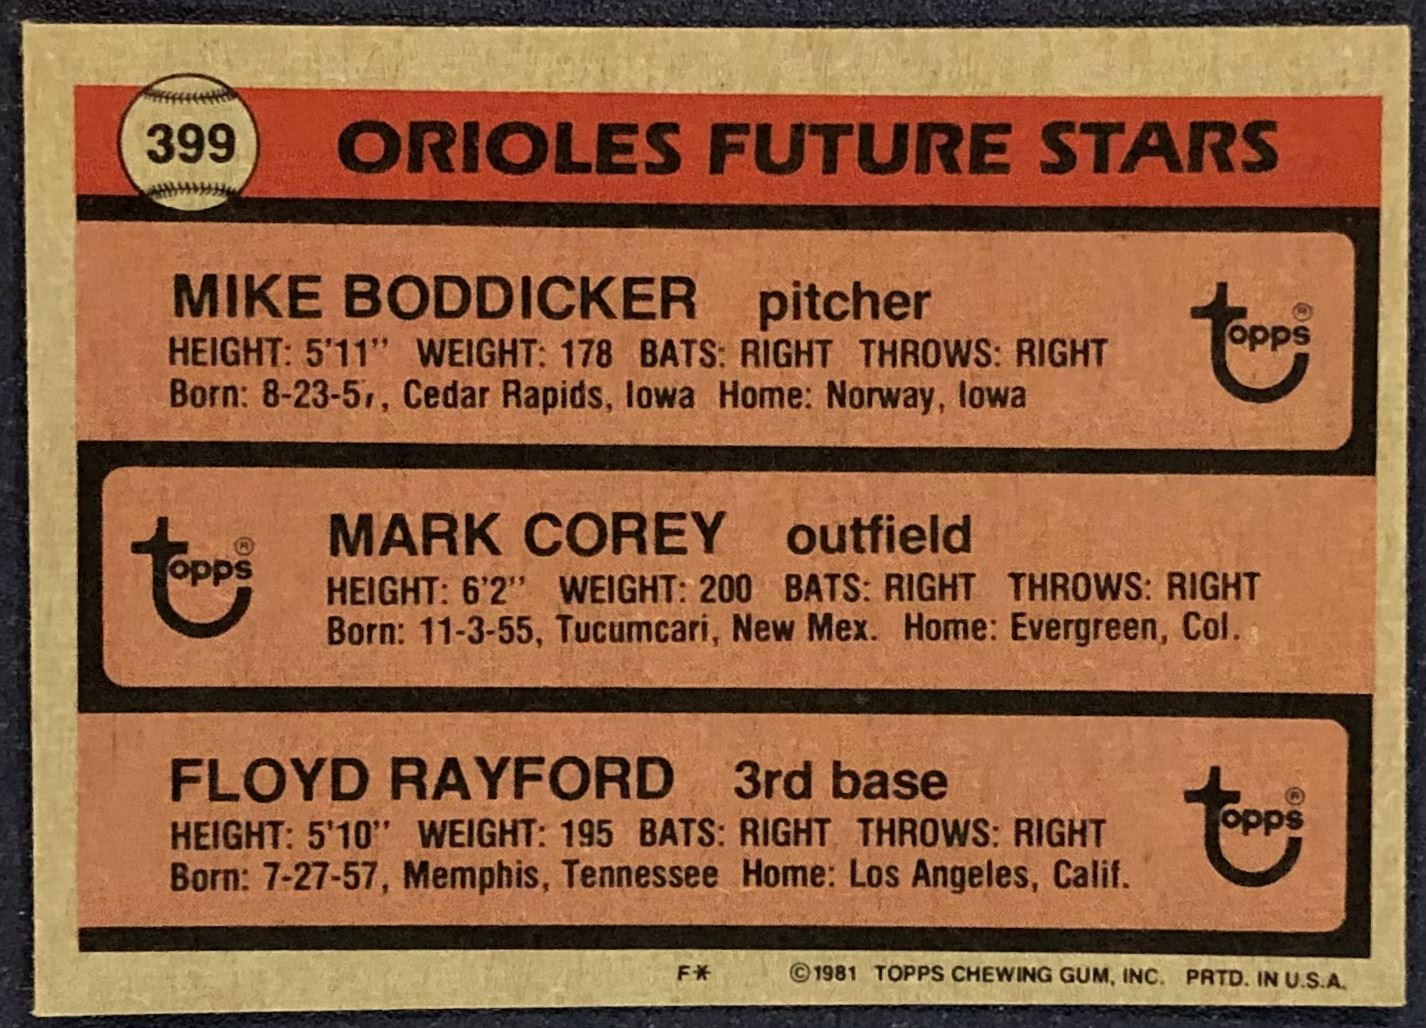 399 ORIOLES FUTURE STARS
MIKE BODDICKER pitcher
HEIGHT: 5'11" WEIGHT: 178 BATS: RIGHT THROWS: RIGHT
Born: Cedar Rapids, Iowa Home: Norway, Iowa
topps ®
MARK COREY outfield
HEIGHT: 6'2" WEIGHT: 200 BATS: RIGHT THROWS: RIGHT
Born: 11-3-55, Tucumcari, New Mex. Home: Evergreen, Col.
topps ®
FLOYD RAYFORD 3rd base
HEIGHT: 5'10" WEIGHT: 195 BATS: RIGHT THROWS: RIGHT
Born: 7-27-57, Memphis, Tennessee Home: Los Angeles, Calif.
topps ®
F* ©1981 TOPPS CHEWING GUM, INC. PRTD. IN U.S.A.